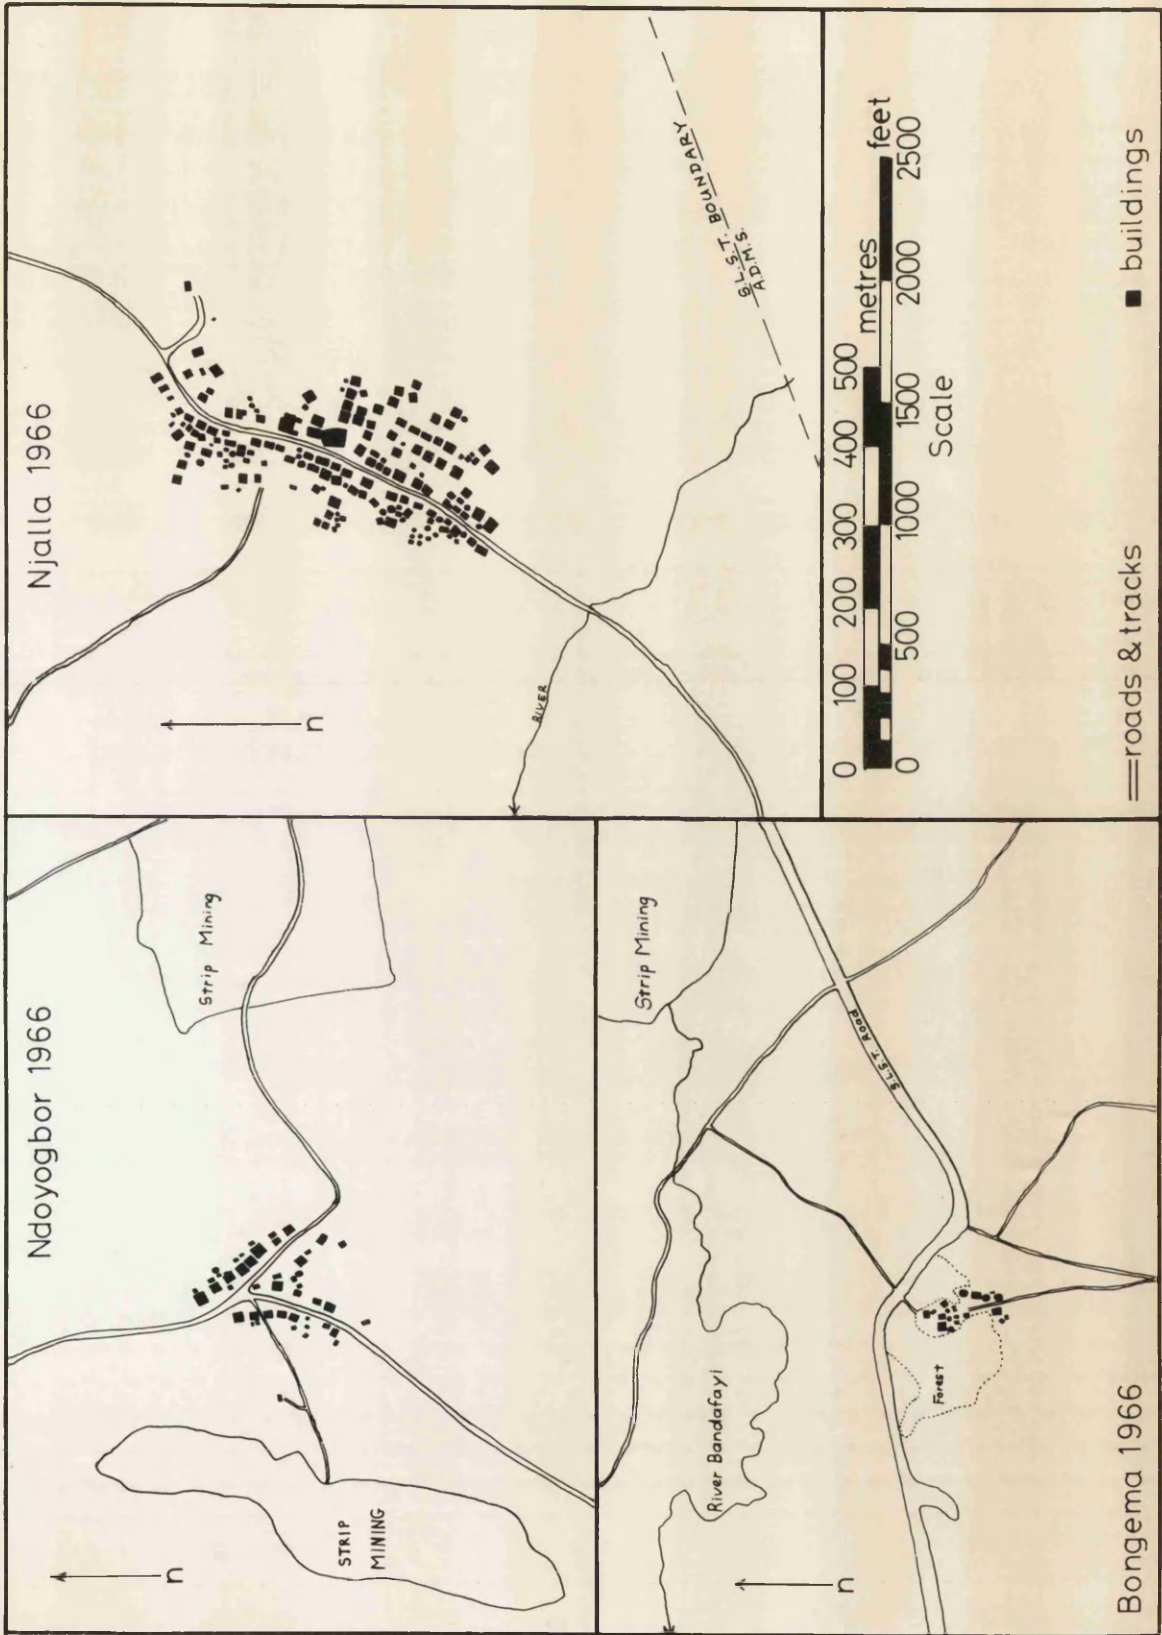 Ndoyogbor 1966
n
STRIP
MINING
Strip Mining
Njalla 1966
n
RIVER
S.L.S.T. BOUNDARY
A.D.M.S.
Bongema 1966
n
River Bandafayi
Strip Mining
S.L.S.T. Road
Forest
0 100 200 300 400 500
metres
0 500 1000 1500 2000 2500
feet
Scale
roads & tracks
buildings